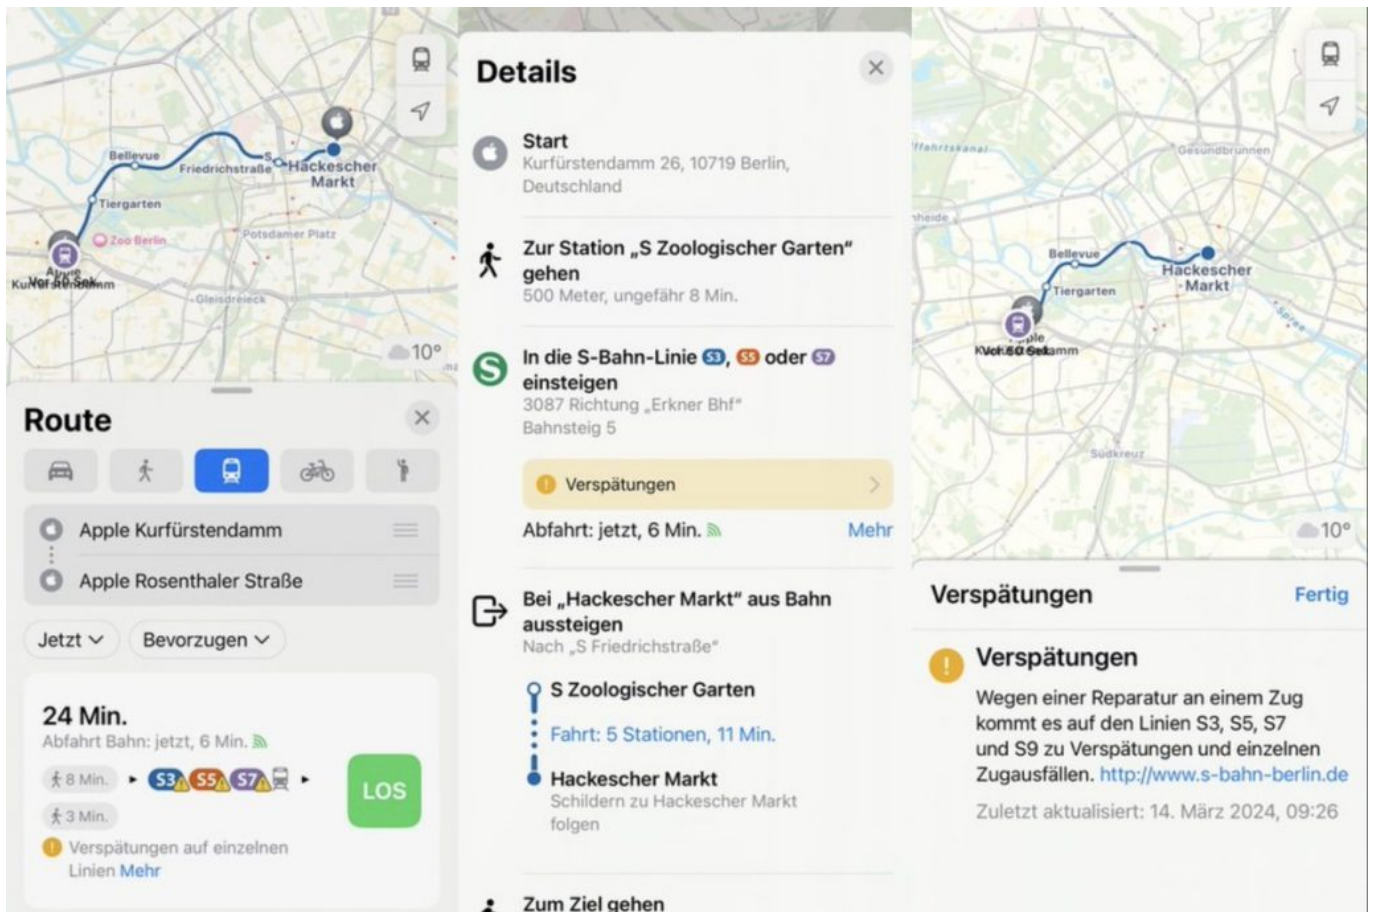 Bellevue
Friedrichstraße
Hackescher
Markt
Tiergarten
Zoo Berlin
Potsdamer Platz
Gleisdreieck
10°
Route
Apple Kurfürstendamm
Apple Rosenthaler Straße
Jetzt
Bevorzugen
24 Min.
Abfahrt Bahn: jetzt, 6 Min.
8 Min. S3 S5 S7
LOS
3 Min.
Verspätungen auf einzelnen
Linien Mehr
Details
Start
Kurfürstendamm 26, 10719 Berlin,
Deutschland
Zur Station „S Zoologischer Garten“
gehen
500 Meter, ungefähr 8 Min.
In die S-Bahn-Linie S3, S5 oder S7
einsteigen
3087 Richtung „Erkner Bhf“
Bahnsteig 5
Verspätungen
Abfahrt: jetzt, 6 Min. Mehr
Bei „Hackescher Markt“ aus Bahn
aussteigen
Nach „S Friedrichstraße“
S Zoologischer Garten
Fahrt: 5 Stationen, 11 Min.
Hackescher Markt
Schildern zu Hackescher Markt
folgen
Zum Ziel gehen
Gesundbrunnen
Bellevue
Hackescher
Markt
Tiergarten
Spree
Südkreuz
10°
Verspätungen Fertig
Verspätungen
Wegen einer Reparatur an einem Zug
kommt es auf den Linien S3, S5, S7
und S9 zu Verspätungen und einzelnen
Zugausfällen. http://www.s-bahn-berlin.de
Zuletzt aktualisiert: 14. März 2024, 09:26